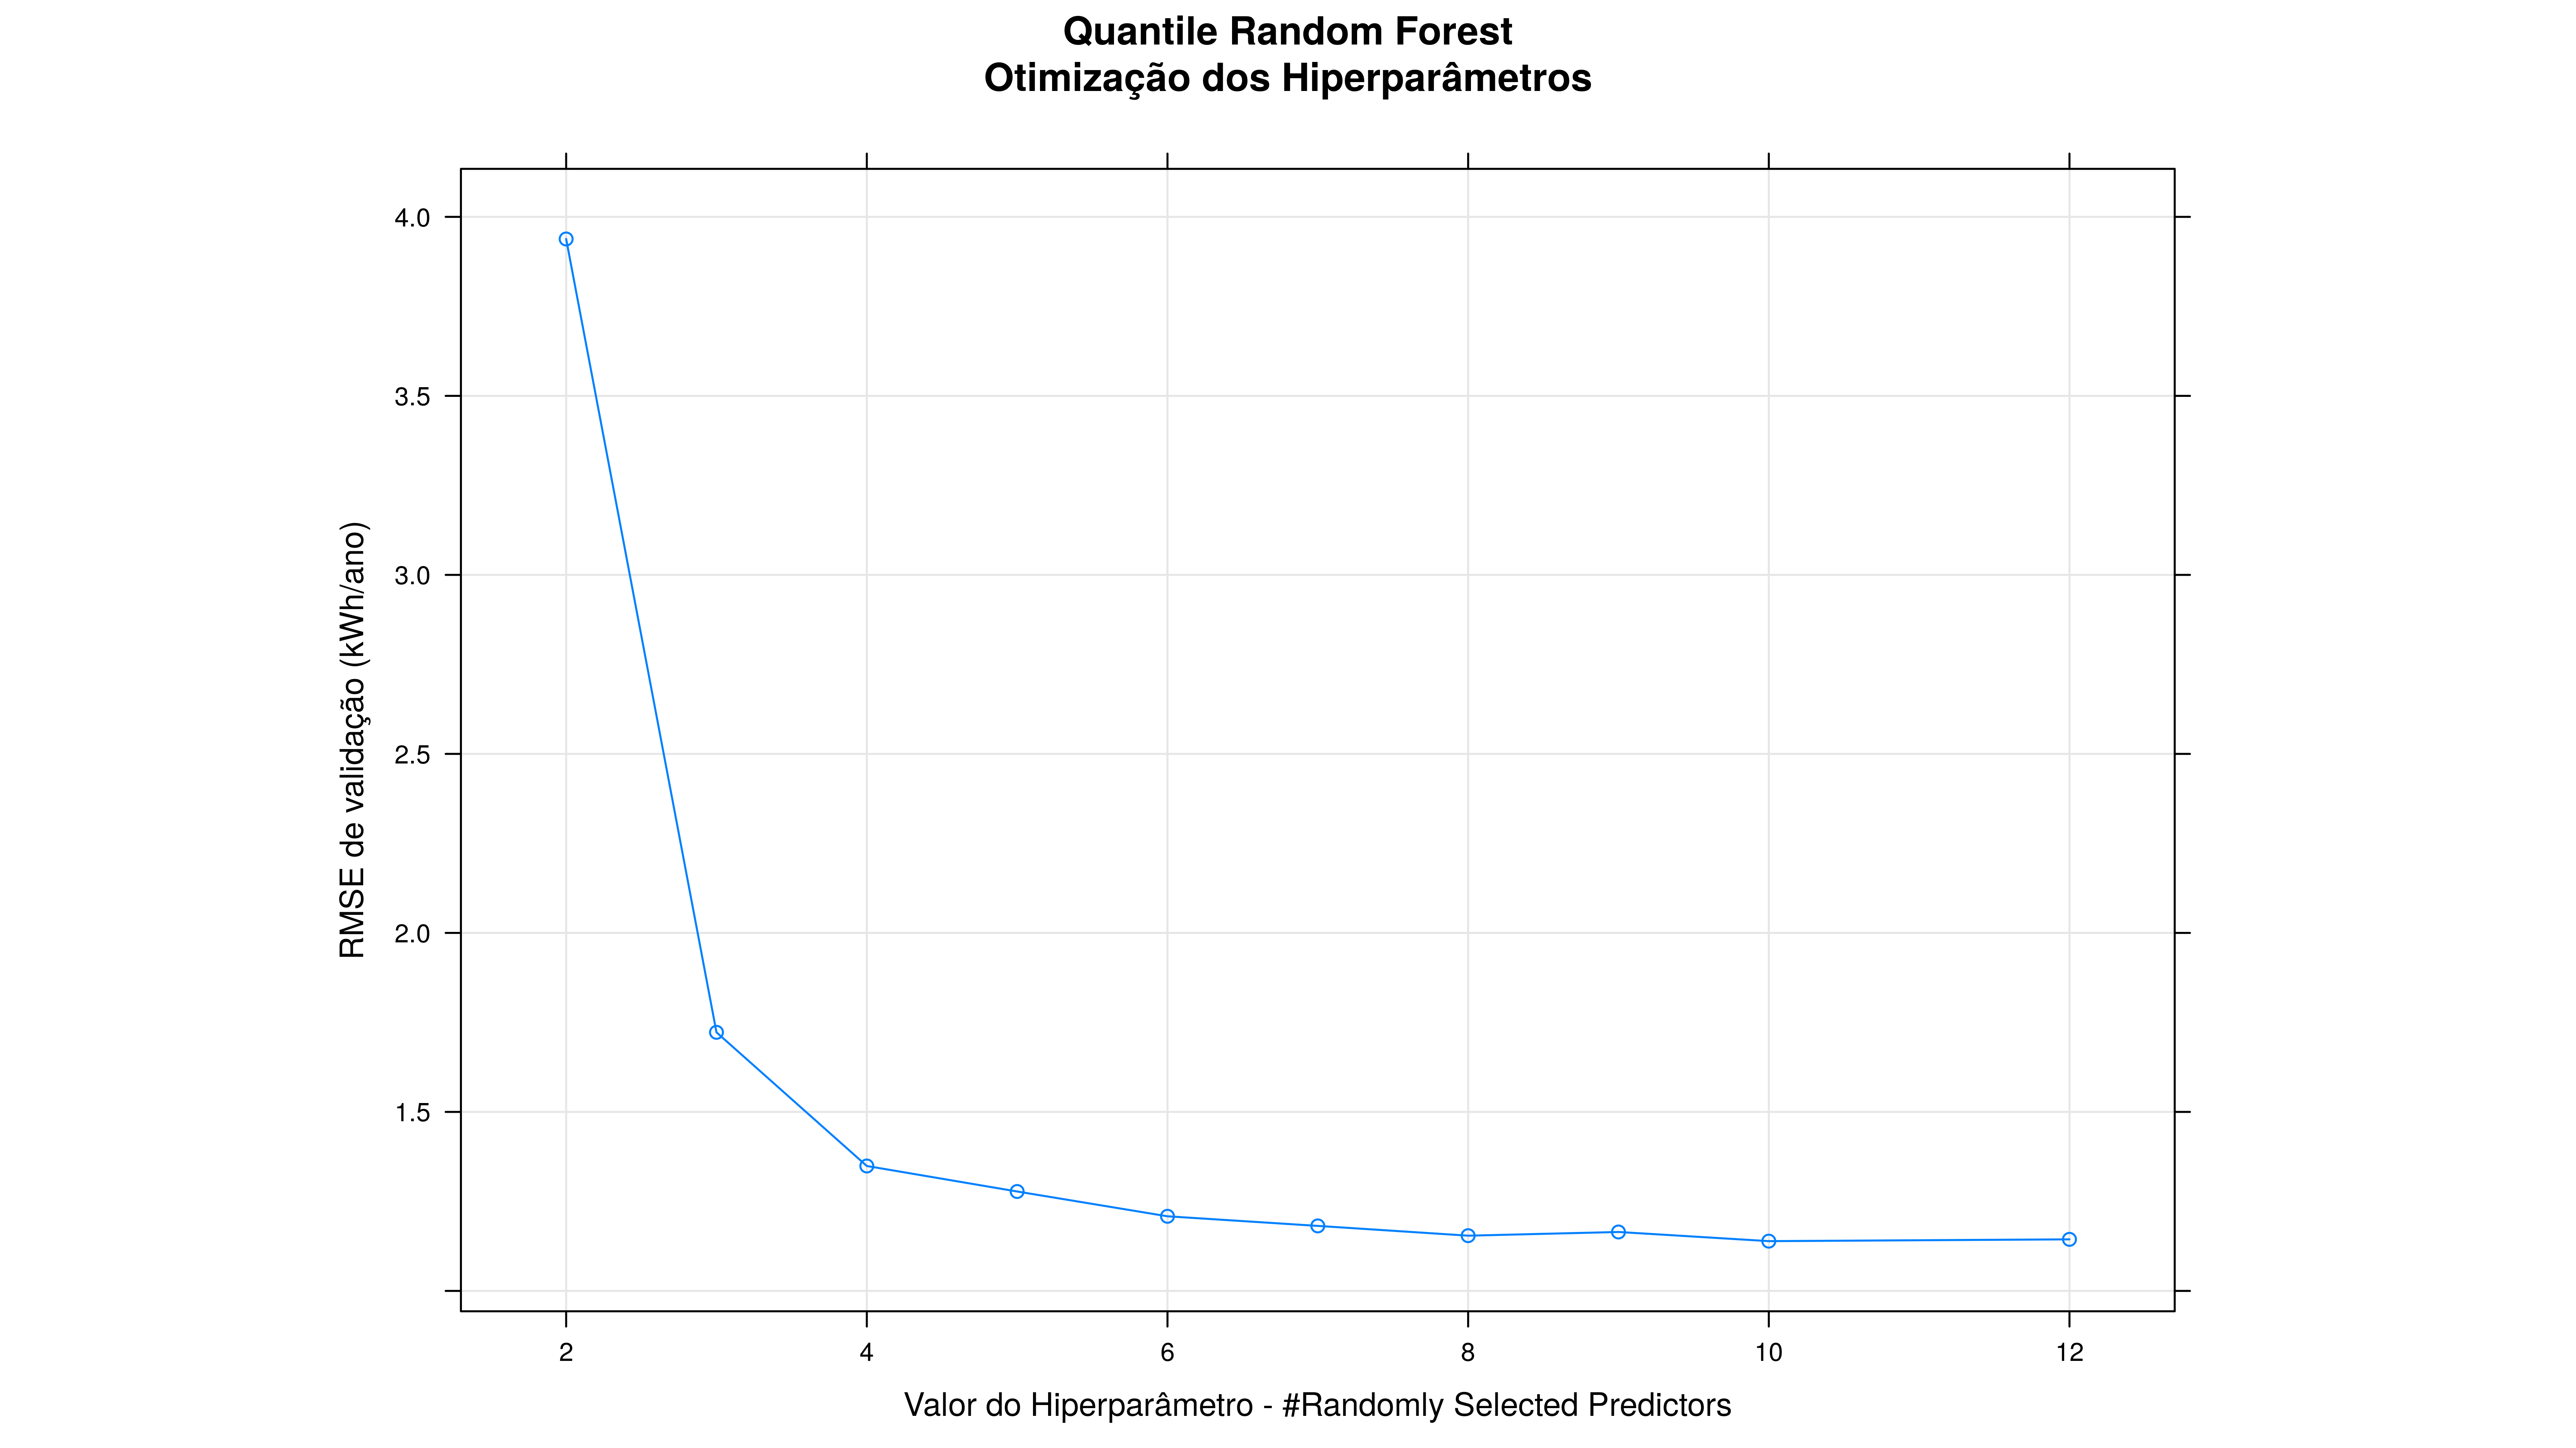 Quantile Random Forest
Otimização dos Hiperparâmetros
4.0
3.5
3.0
2.5
2.0
1.5
RMSE de validação (kWh/ano)
2 4 6 8 10 12
Valor do Hiperparâmetro - #Randomly Selected Predictors